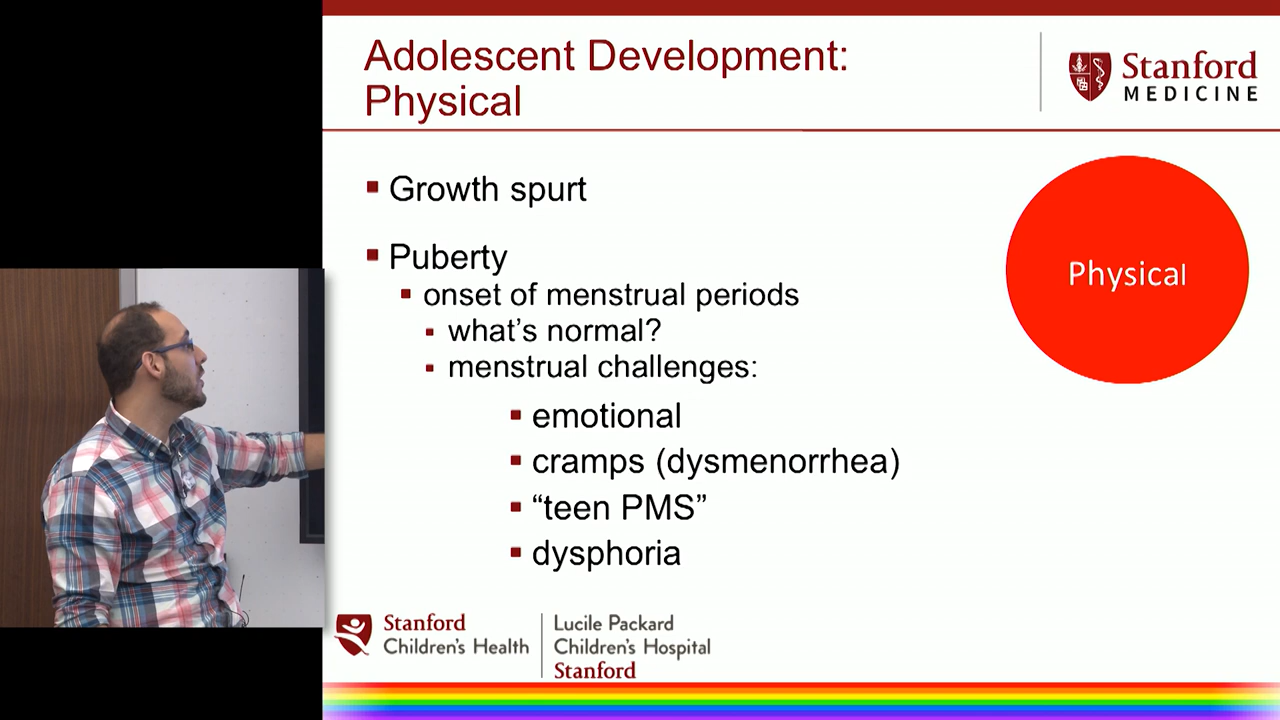 Adolescent Development:
Physical
Stanford
MEDICINE
Growth spurt
Puberty
onset of menstrual periods
what's normal?
menstrual challenges:
emotional
cramps (dysmenorrhea)
“teen PMS”
dysphoria
Physical
Stanford
Children's Health
Lucile Packard
Children's Hospital
Stanford